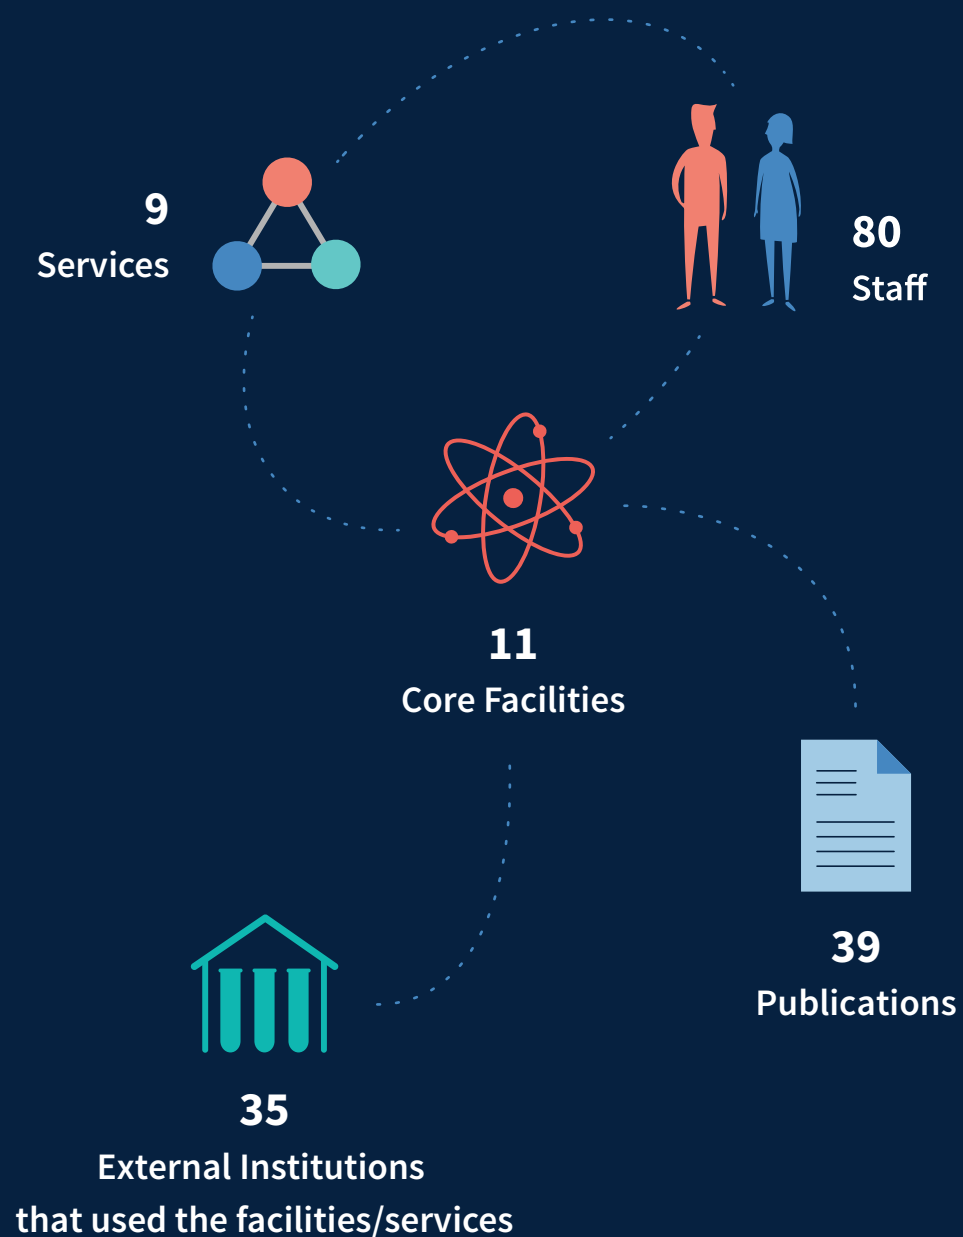 9
Services
80
Staff
11
Core Facilities
39
Publications
35
External Institutions
that used the facilities/services